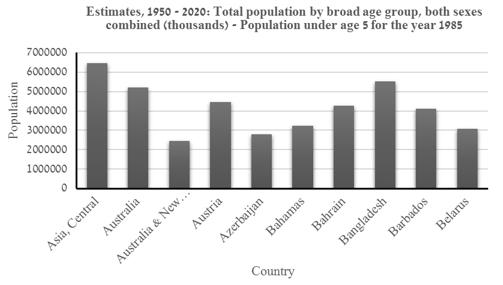 Estimates, 1950 - 2020: Total population by broad age group, both sexes
combined (thousands) - Population under age 5 for the year 1985
7000000
6000000
5000000
4000000
3000000
2000000
1000000
0
Population
Asia, Central
Australia
Australia & New…
Austria
Azerbaijan
Bahamas
Bahrain
Bangladesh
Barbados
Belarus
Country